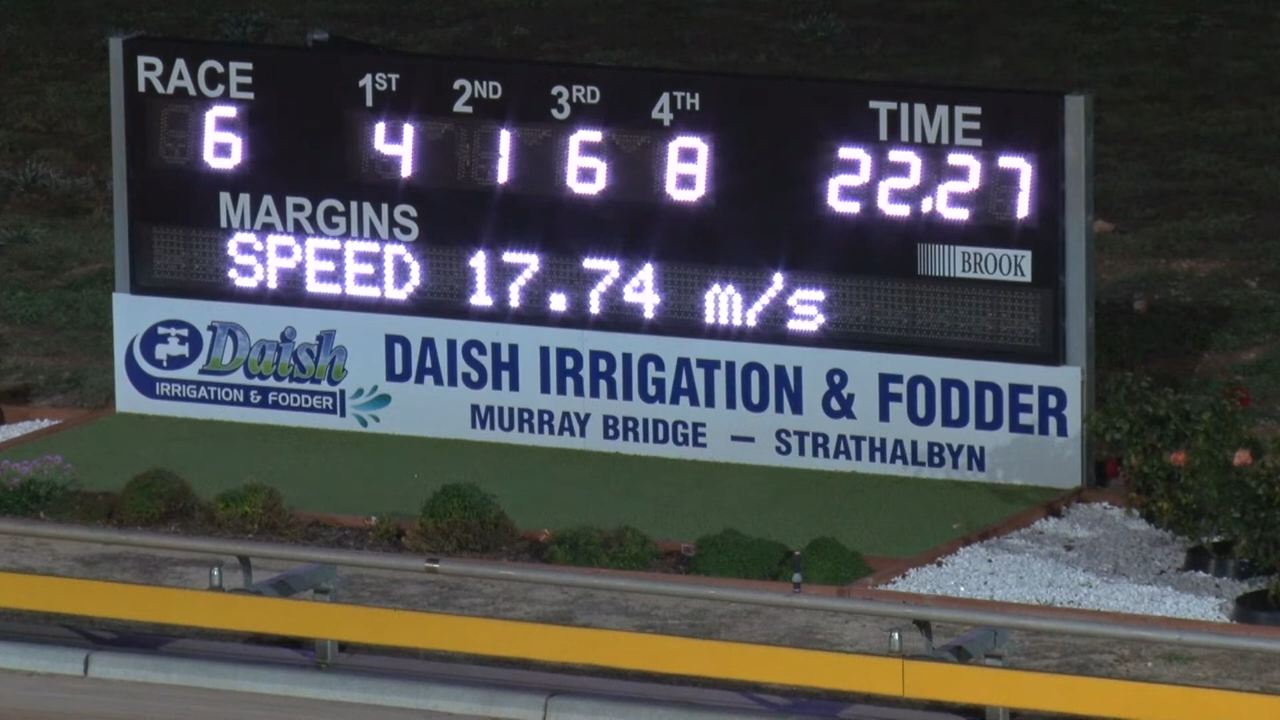 RACE 1ST 2ND 3RD 4TH TIME
6 4 1 6 8 22.27
MARGINS
SPEED 17.74 m/s
BROOK
Daish
IRRIGATION & FODDER
DAISH IRRIGATION & FODDER
MURRAY BRIDGE — STRATHALBYN